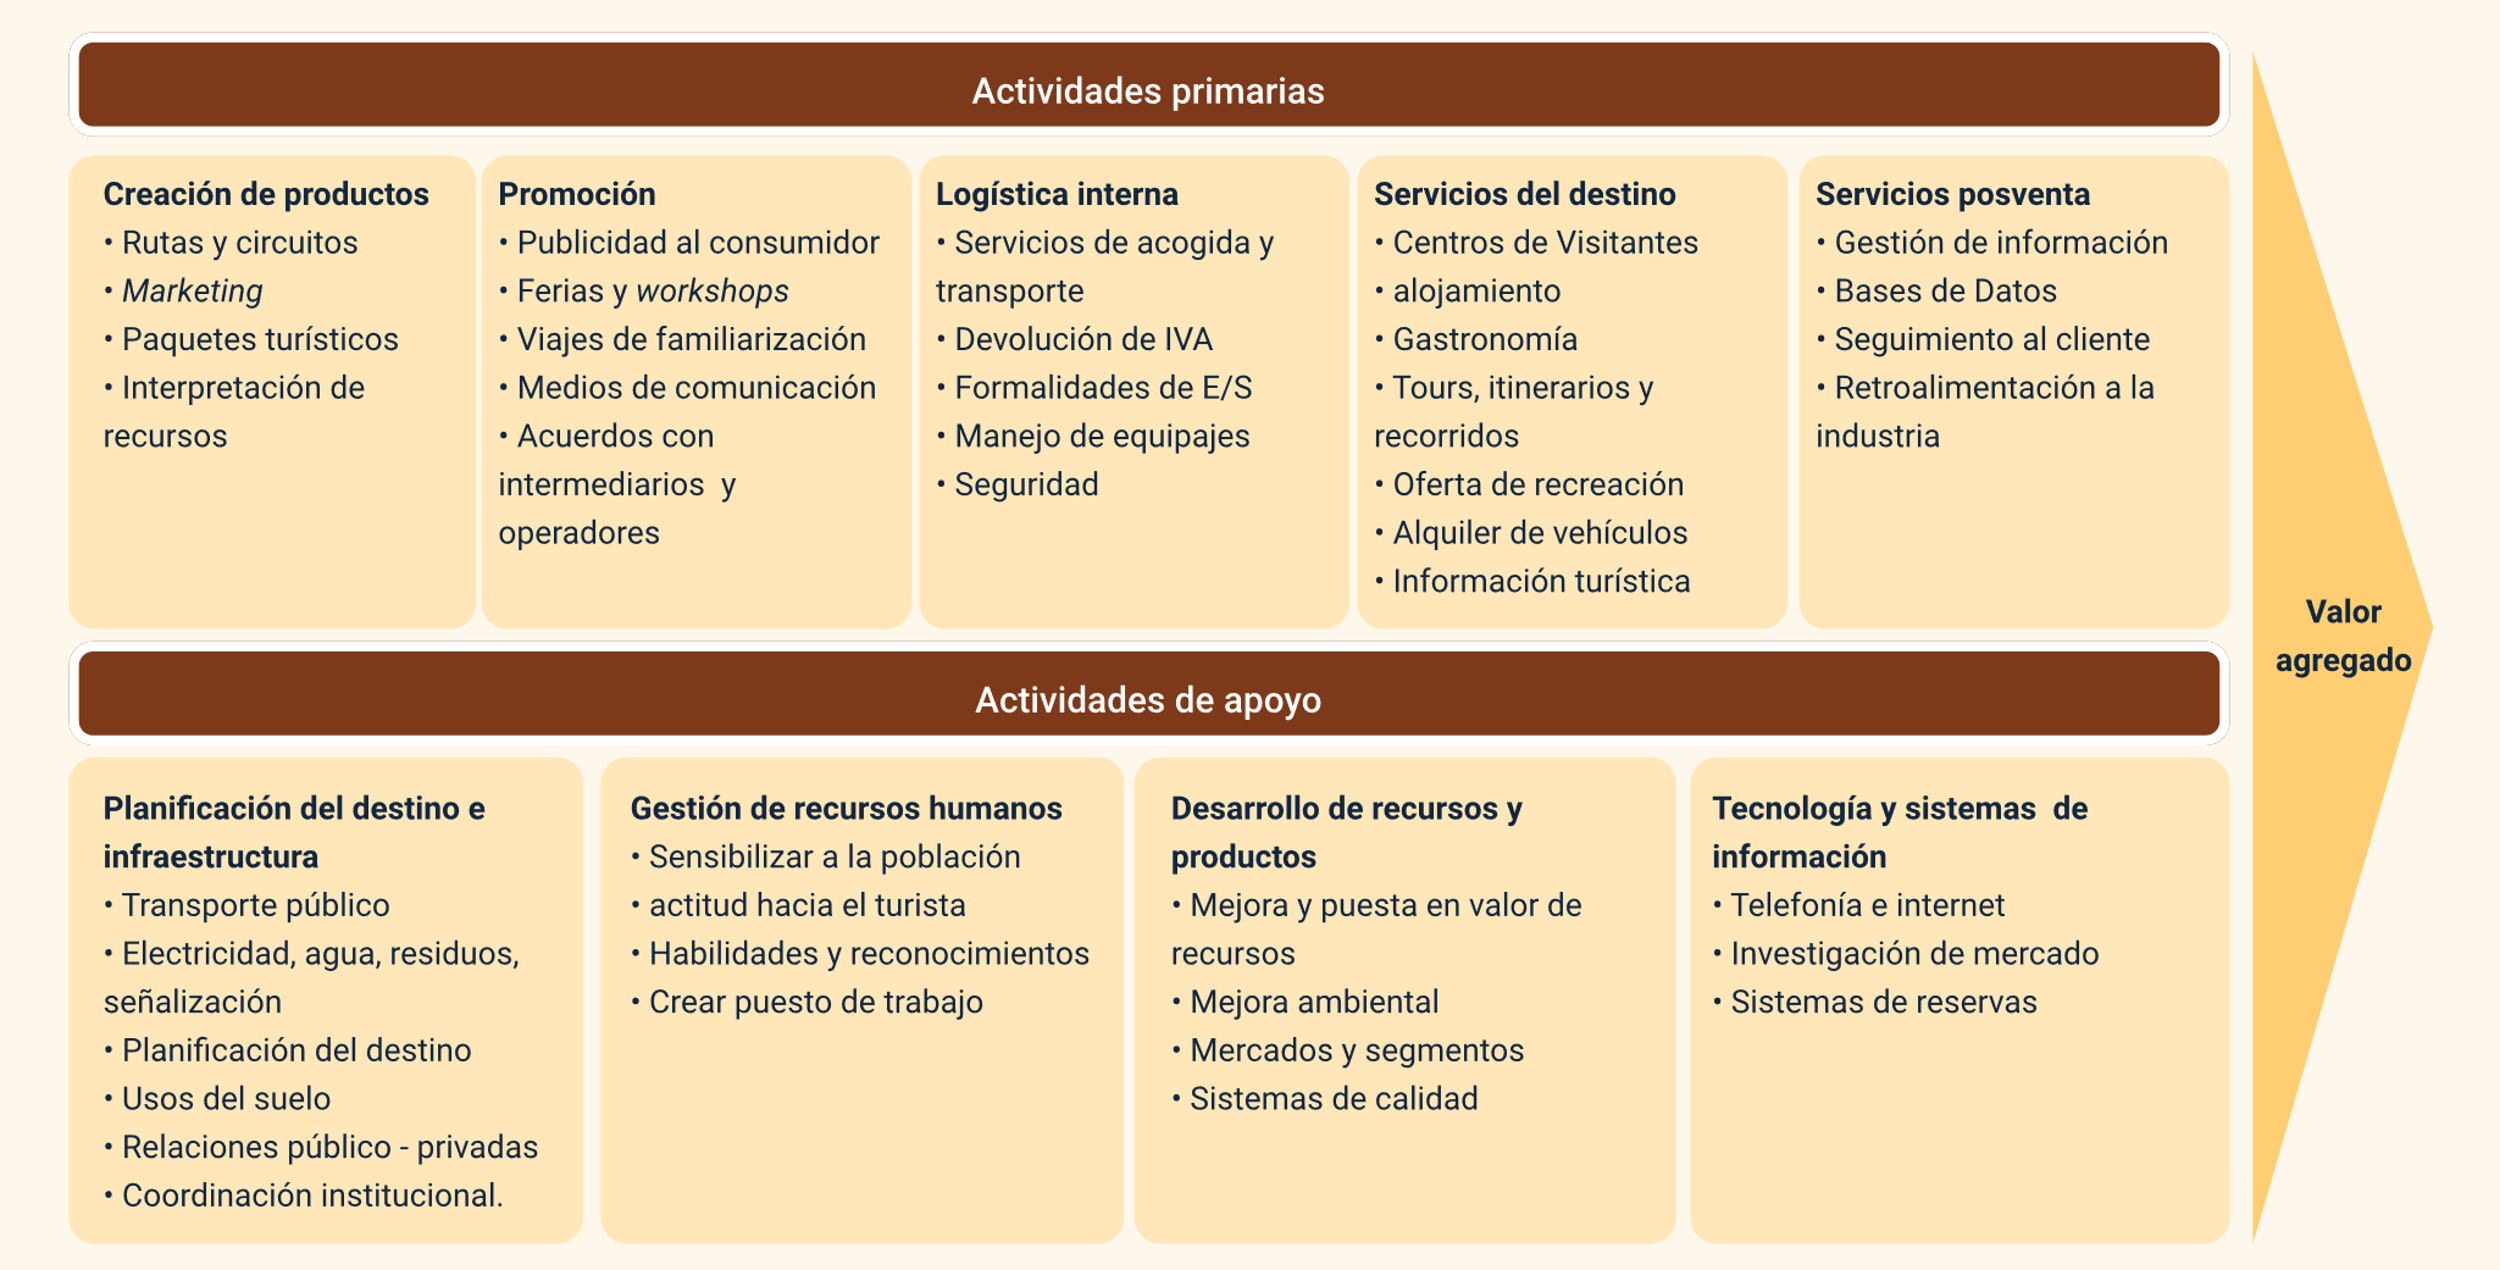 Actividades primarias
Creación de productos
• Rutas y circuitos
• Marketing
• Paquetes turísticos
• Interpretación de
recursos
Promoción
• Publicidad al consumidor
• Ferias y workshops
• Viajes de familiarización
• Medios de comunicación
• Acuerdos con
intermediarios y
operadores
Logística interna
• Servicios de acogida y
transporte
• Devolución de IVA
• Formalidades de E/S
• Manejo de equipajes
• Seguridad
Servicios del destino
• Centros de Visitantes
• alojamiento
• Gastronomía
• Tours, itinerarios y
recorridos
• Oferta de recreación
• Alquiler de vehículos
• Información turística
Servicios posventa
• Gestión de información
• Bases de Datos
• Seguimiento al cliente
• Retroalimentación a la
industria
Actividades de apoyo
Planificación del destino e
infraestructura
• Transporte público
• Electricidad, agua, residuos,
señalización
• Planificación del destino
• Usos del suelo
• Relaciones público - privadas
• Coordinación institucional.
Gestión de recursos humanos
• Sensibilizar a la población
• actitud hacia el turista
• Habilidades y reconocimientos
• Crear puesto de trabajo
Desarrollo de recursos y
productos
• Mejora y puesta en valor de
recursos
• Mejora ambiental
• Mercados y segmentos
• Sistemas de calidad
Tecnología y sistemas de
información
• Telefonía e internet
• Investigación de mercado
• Sistemas de reservas
Valor
agregado